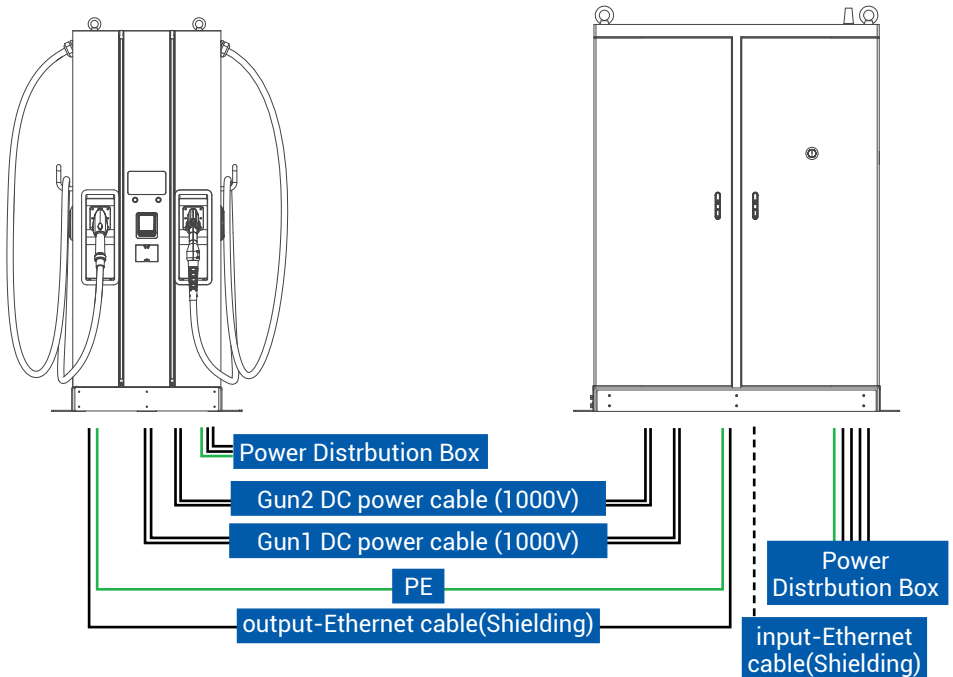 Power Distrbution Box
Gun2 DC power cable (1000V)
Gun1 DC power cable (1000V)
PE
output-Ethernet cable(Shielding)
Power
Distrbution Box
input-Ethernet
cable(Shielding)